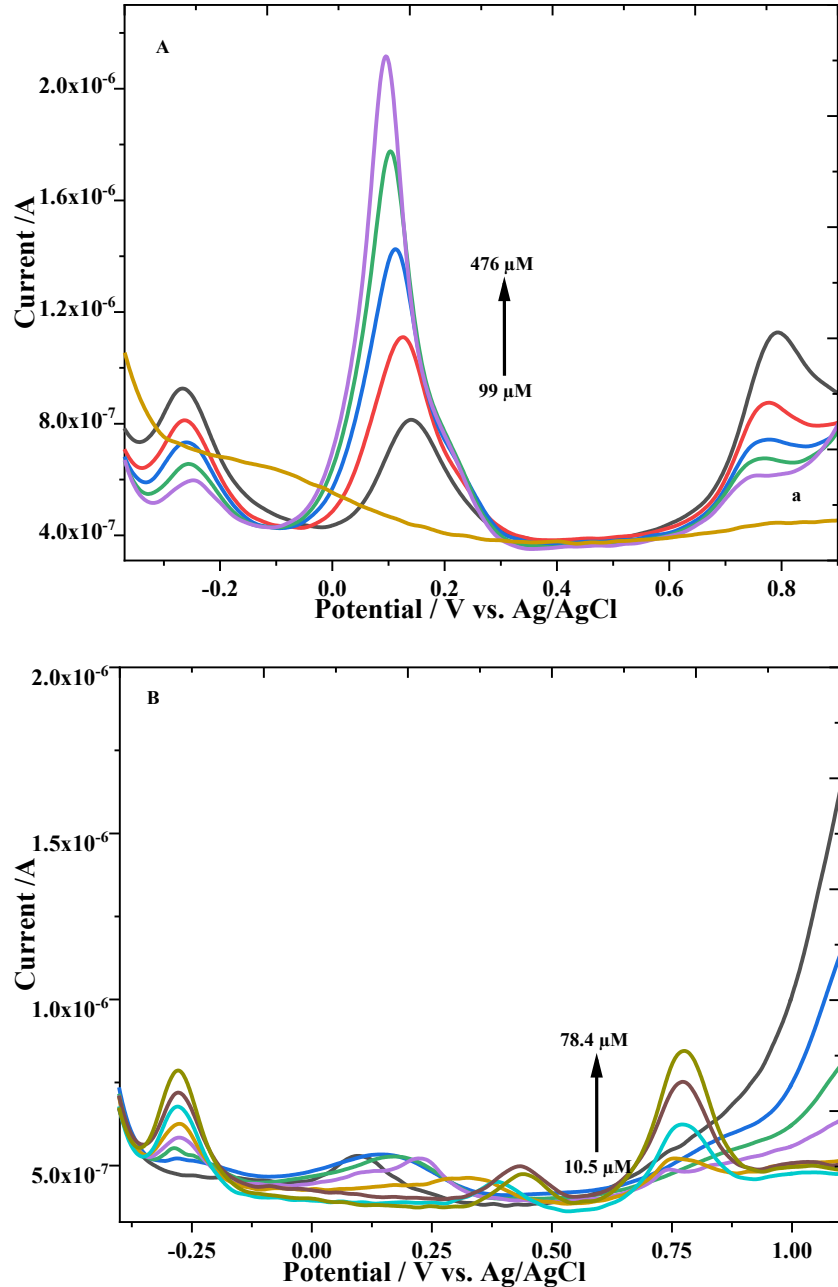 A
2.0x10-6
1.6x10-6
1.2x10-6
8.0x10-7
4.0x10-7
Current /A
476 µM
99 µM
a
-0.2 0.0 0.2 0.4 0.6 0.8
Potential / V vs. Ag/AgCl
B
2.0x10-6
1.5x10-6
1.0x10-6
5.0x10-7
Current /A
78.4 µM
10.5 µM
-0.25 0.00 0.25 0.50 0.75 1.00
Potential / V vs. Ag/AgCl